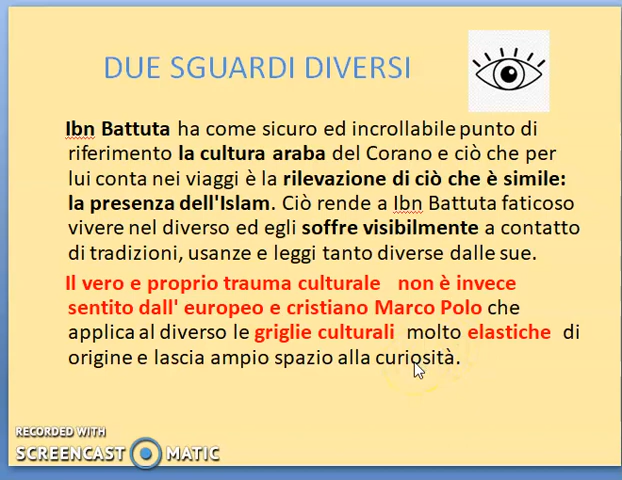 DUE SGUARDI DIVERSI
Ibn Battuta ha come sicuro ed incrollabile punto di
riferimento la cultura araba del Corano e ciò che per
lui conta nei viaggi è la rilevazione di ciò che è simile:
la presenza dell'Islam. Ciò rende a Ibn Battuta faticoso
vivere nel diverso ed egli soffre visibilmente a contatto
di tradizioni, usanze e leggi tanto diverse dalle sue.
Il vero e proprio trauma culturale non è invece
sentito dall' europeo e cristiano Marco Polo che
applica al diverso le griglie culturali molto elastiche di
origine e lascia ampio spazio alla curiosità.
RECORDED WITH
SCREENCAST MATIC